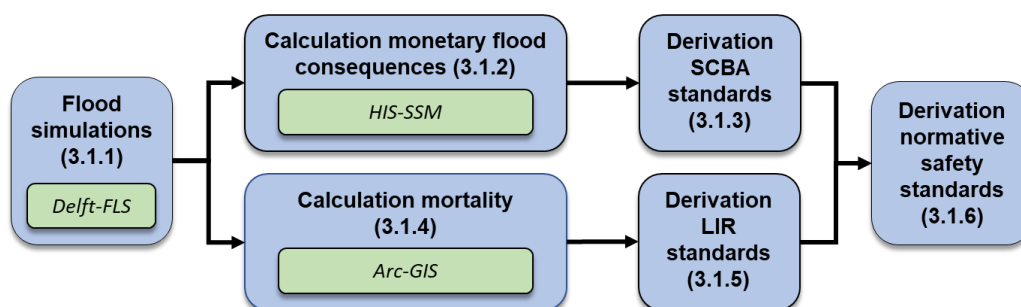 Flood
simulations
(3.1.1)
Delft-FLS
Calculation monetary flood
consequences (3.1.2)
HIS-SSM
Derivation
SCBA
standards
(3.1.3)
Calculation mortality
(3.1.4)
Arc-GIS
Derivation
LIR
standards
(3.1.5)
Derivation
normative
safety
standards
(3.1.6)